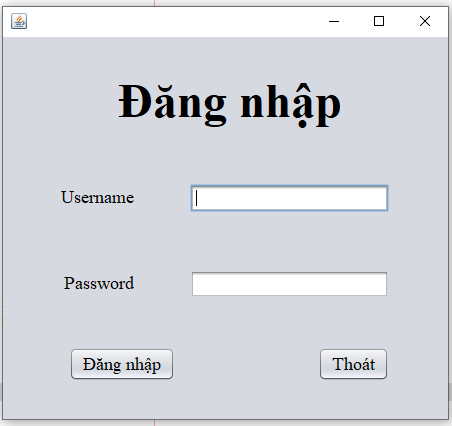 Đăng nhập
Username
Password
Đăng nhập
Thoát